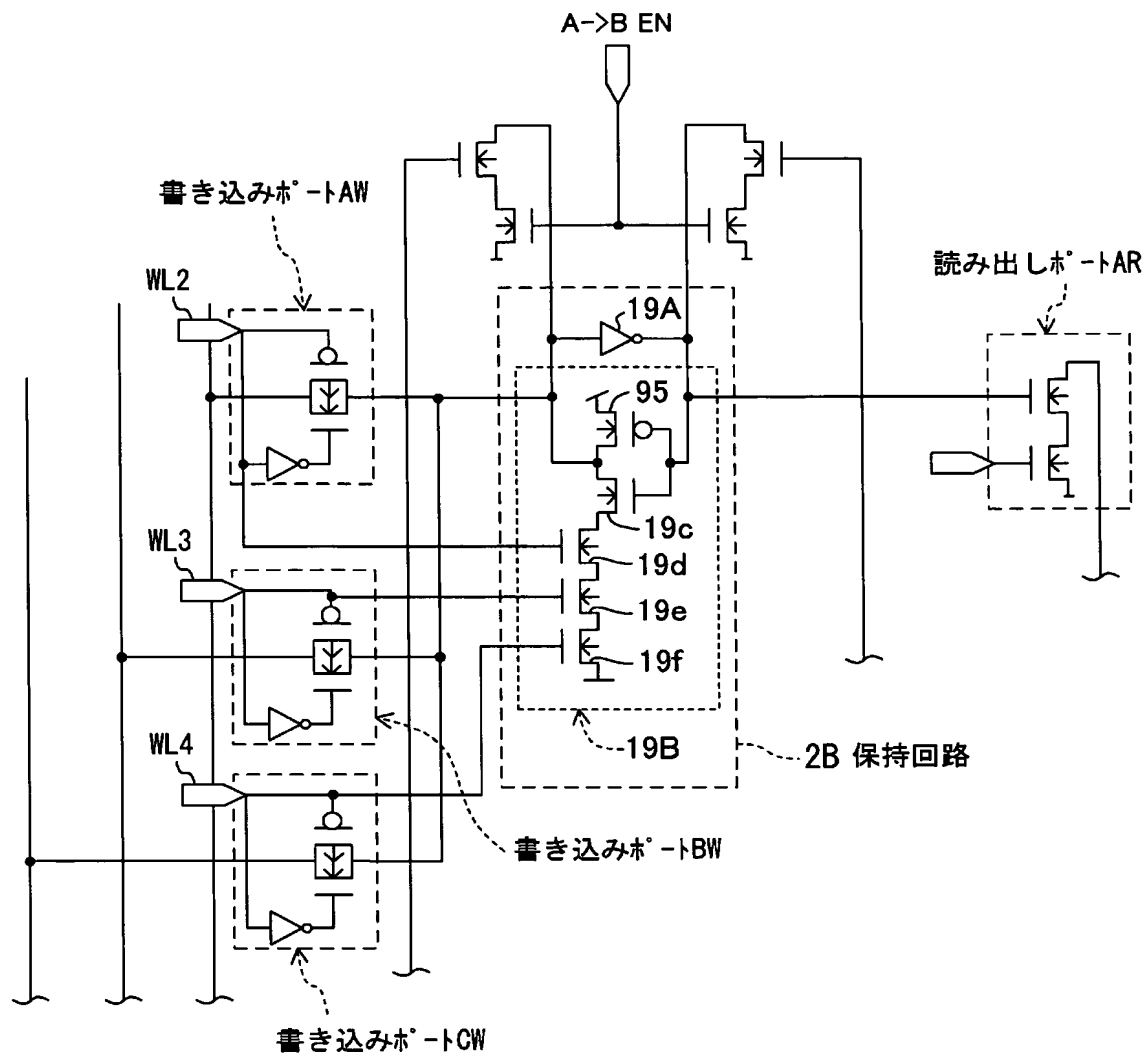 A->B EN
書き込みポートAW
読み出しポートAR
WL2
19A
95
19c
WL3
19d
19e
19f
19B
2B 保持回路
WL4
書き込みポートBW
書き込みポートCW